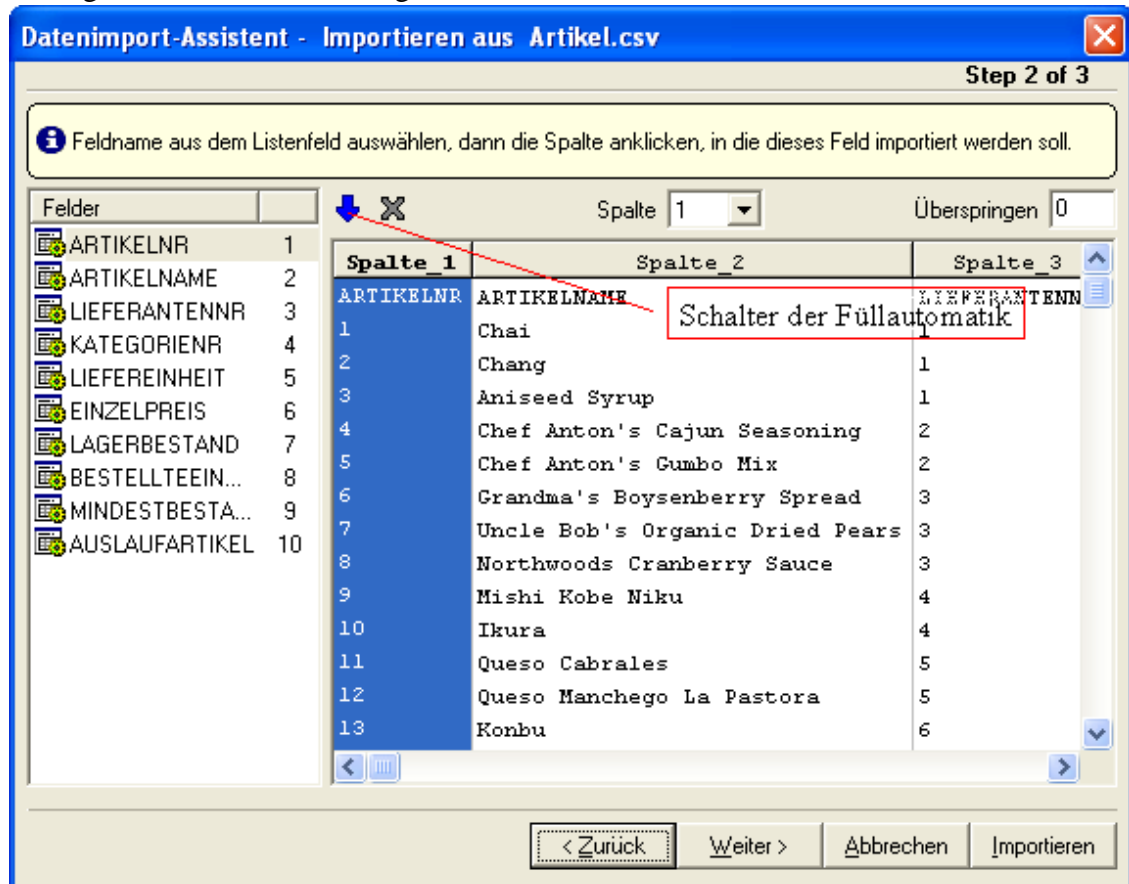 Datenimport-Assistent - Importieren aus Artikel.csv
Step 2 of 3
Feldname aus dem Listenfeld auswählen, dann die Spalte anklicken, in die dieses Feld importiert werden soll.
Felder
Spalte 1
Überspringen 0
ARTIKELNR 1
ARTIKELNAME 2
LIEFERANTENNR 3
KATEGORIENR 4
LIEFEREINHEIT 5
EINZELPREIS 6
LAGERBESTAND 7
BESTELLTEEIN... 8
MINDESTBESTA... 9
AUSLAUFARTIKEL 10
Spalte_1 Spalte_2 Spalte_3
ARTIKELNR ARTIKELNAME LIEFERANTENN
Schalter der Füllautomatik
1 Chai 1
2 Chang 1
3 Aniseed Syrup 1
4 Chef Anton's Cajun Seasoning 2
5 Chef Anton's Gumbo Mix 2
6 Grandma's Boysenberry Spread 3
7 Uncle Bob's Organic Dried Pears 3
8 Northwoods Cranberry Sauce 3
9 Mishi Kobe Niku 4
10 Ikura 4
11 Queso Cabrales 5
12 Queso Manchego La Pastora 5
13 Konbu 6
< Zurück Weiter > Abbrechen Importieren